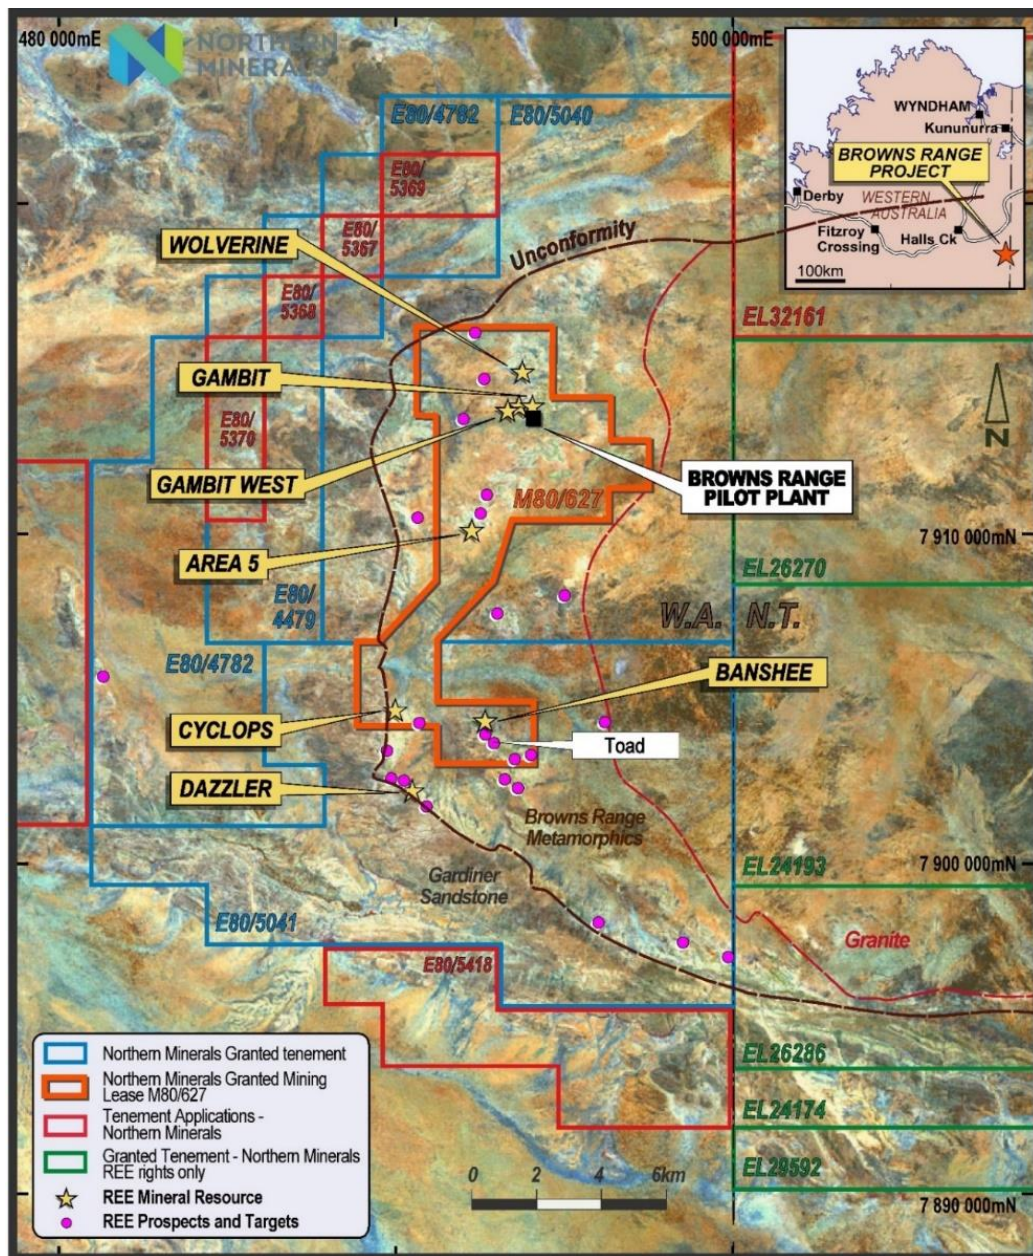 480 000mE
500 000mE
NORTHERN
MINERALS
WYNDHAM
Kununurra
BROWNS RANGE
PROJECT
Derby
WESTERN
AUSTRALIA
Fitzroy
Crossing
Halls Ck
100km
E80/4782
E80/5040
E80/
5369
E80/
5367
E80/
5368
E80/
5370
WOLVERINE
Unconformity
EL32161
GAMBIT
N
GAMBIT WEST
BROWNS RANGE
PILOT PLANT
M80/627
7 910 000mN
AREA 5
EL26270
E80/
4479
W.A.
N.T.
E80/4782
BANSHEE
CYCLOPS
Toad
DAZZLER
Browns Range
Metamorphics
7 900 000mN
EL24193
Gardiner
Sandstone
E80/5041
Granite
E80/5418
EL26286
EL24174
EL29592
7 890 000mN
Northern Minerals Granted tenement
Northern Minerals Granted Mining
Lease M80/627
Tenement Applications -
Northern Minerals
Granted Tenement - Northern Minerals
REE rights only
REE Mineral Resource
REE Prospects and Targets
0 2 4 6km